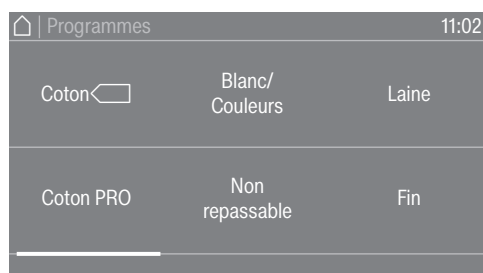 | Programmes
11:02
Coton
Blanc/
Couleurs
Laine
Coton PRO
Non
repassable
Fin